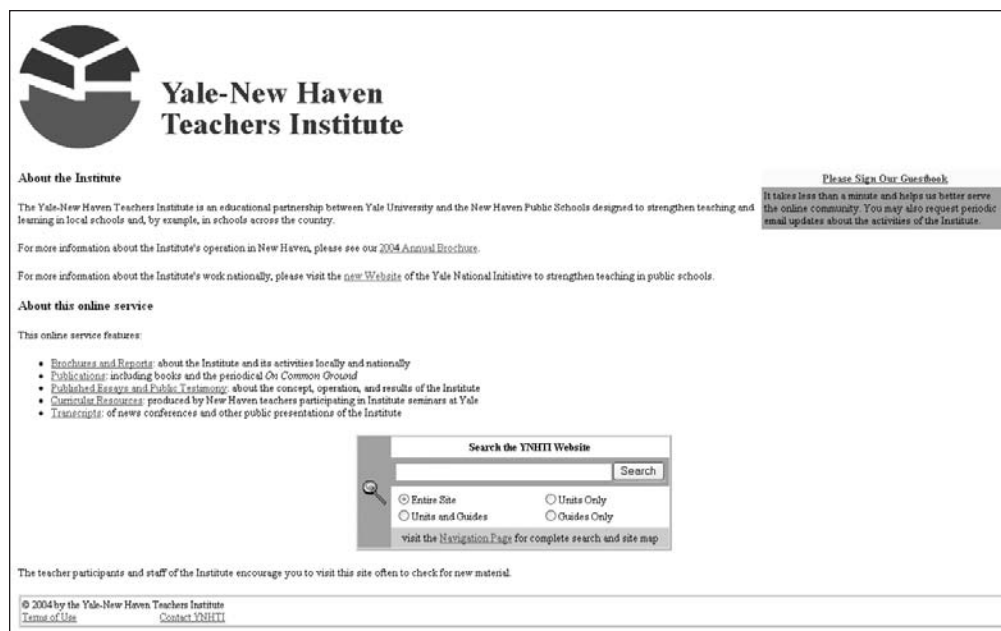 Yale-New Haven
Teachers Institute
About the Institute
The Yale-New Haven Teachers Institute is an educational partnership between Yale University and the New Haven Public Schools designed to strengthen teaching and
learning in local schools and, by example, in schools across the country.
Please Sign Our Guestbook
It takes less than a minute and helps us better serve
the online community. You may also request periodic
email updates about the activities of the Institute.
For more information about the Institute's operation in New Haven, please see our 2004 Annual Brochure.
For more information about the Institute's work nationally, please visit the new Website of the Yale National Initiative to strengthen teaching in public schools.
About this online service
This online service features:
• Brochures and Reports: about the Institute and its activities locally and nationally
• Publications: including books and the periodical On Common Ground
• Published Essays and Public Testimony: about the concept, operation, and results of the Institute
• Curricular Resources: produced by New Haven teachers participating in Institute seminars at Yale
• Transcripts: of news conferences and other public presentations of the Institute
Search the YNHTI Website
Search
Entire Site Units Only
Units and Guides Guides Only
visit the Navigation Page for complete search and site map
The teacher participants and staff of the Institute encourage you to visit this site often to check for new material.
© 2004 by the Yale-New Haven Teachers Institute
Terms of Use Contact YNHTI